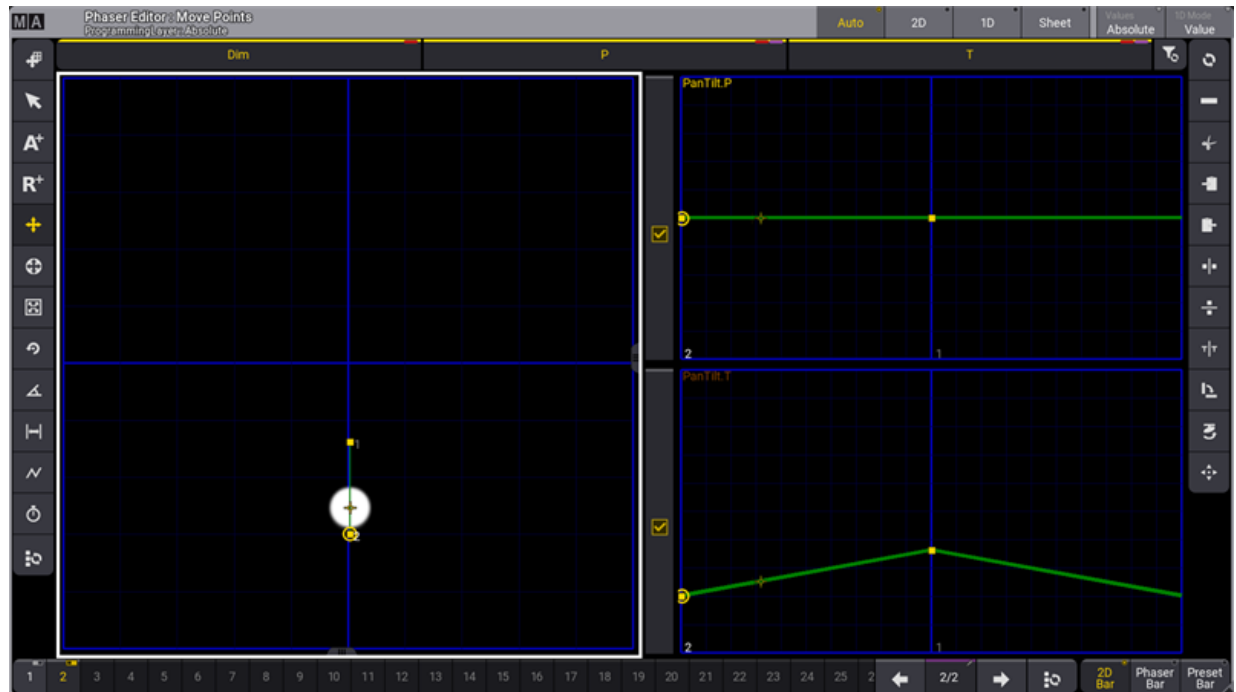 MA
Phaser Editor : Move Points
ProgrammingLayer: Absolute
Auto
2D
1D
Sheet
Values
Absolute
1D Mode
Value
Dim
P
T
A+
R+
PanTilt.P
2
1
PanTilt.T
2
1
1
2
T|T
1 2 3 4 5 6 7 8 9 10 11 12 13 14 15 16 17 18 19 20 21 22 23 24 25 2
2/2
2D
Bar
Phaser
Bar
Preset
Bar